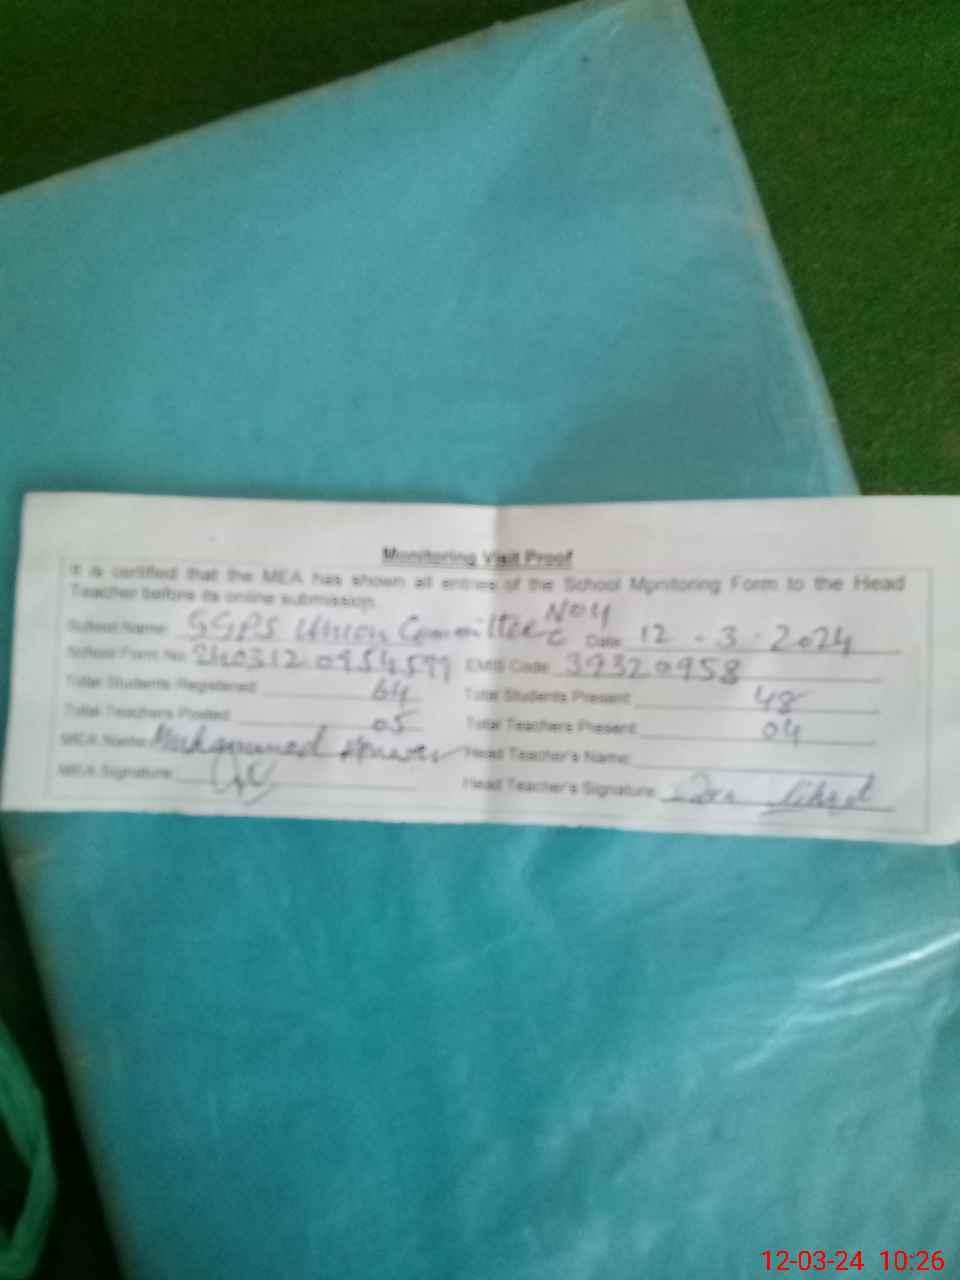 Monitoring Visit Proof
It is certified that the MEA has shown all entries of the School Monitoring Form to the Head
Teacher before its online submission.
School Name: GGPS Union Committee No 4 Date: 12 - 3 - 2024
School Form No: EMIS Code: 39320958
Total Students Registered: 64 Total Students Present: 48
Total Teachers Posted: 05 Total Teachers Present: 04
MEA Name: Muhammad Head Teacher's Name:
MEA Signature: Head Teacher's Signature:
12-03-24 10:26